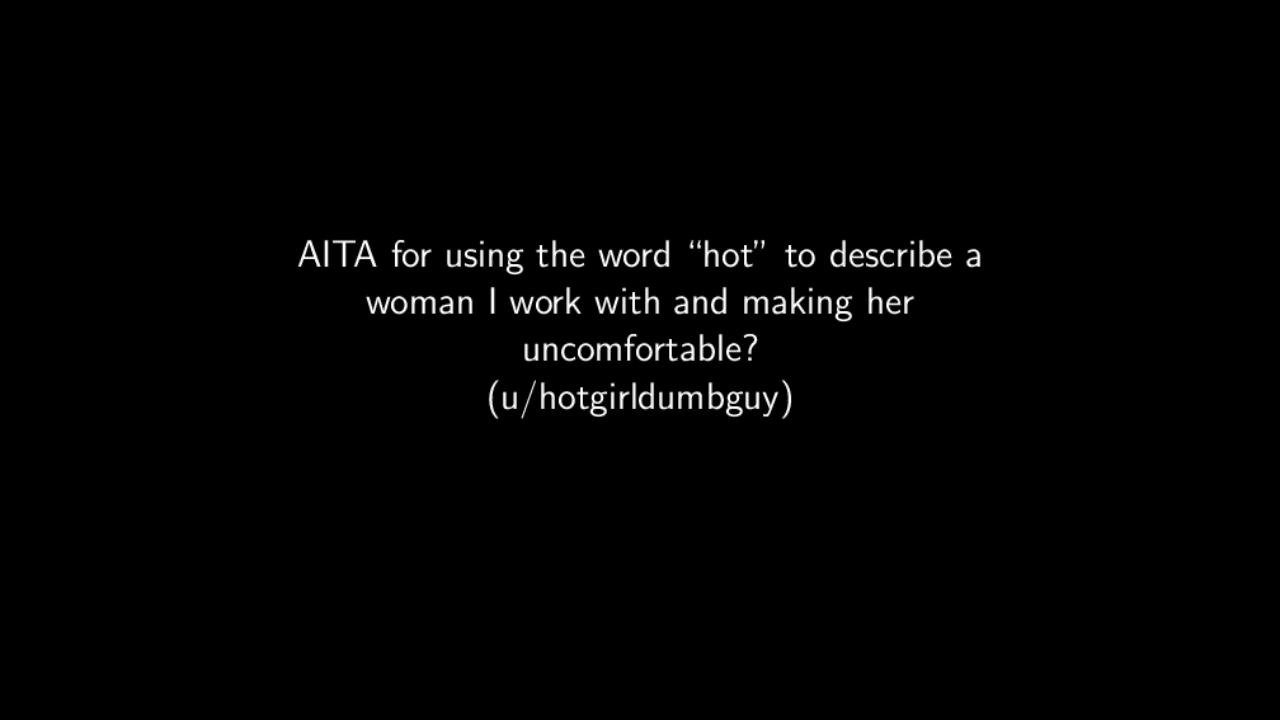 AITA for using the word “hot” to describe a
woman I work with and making her
uncomfortable?
(u/hotgirldumbguy)